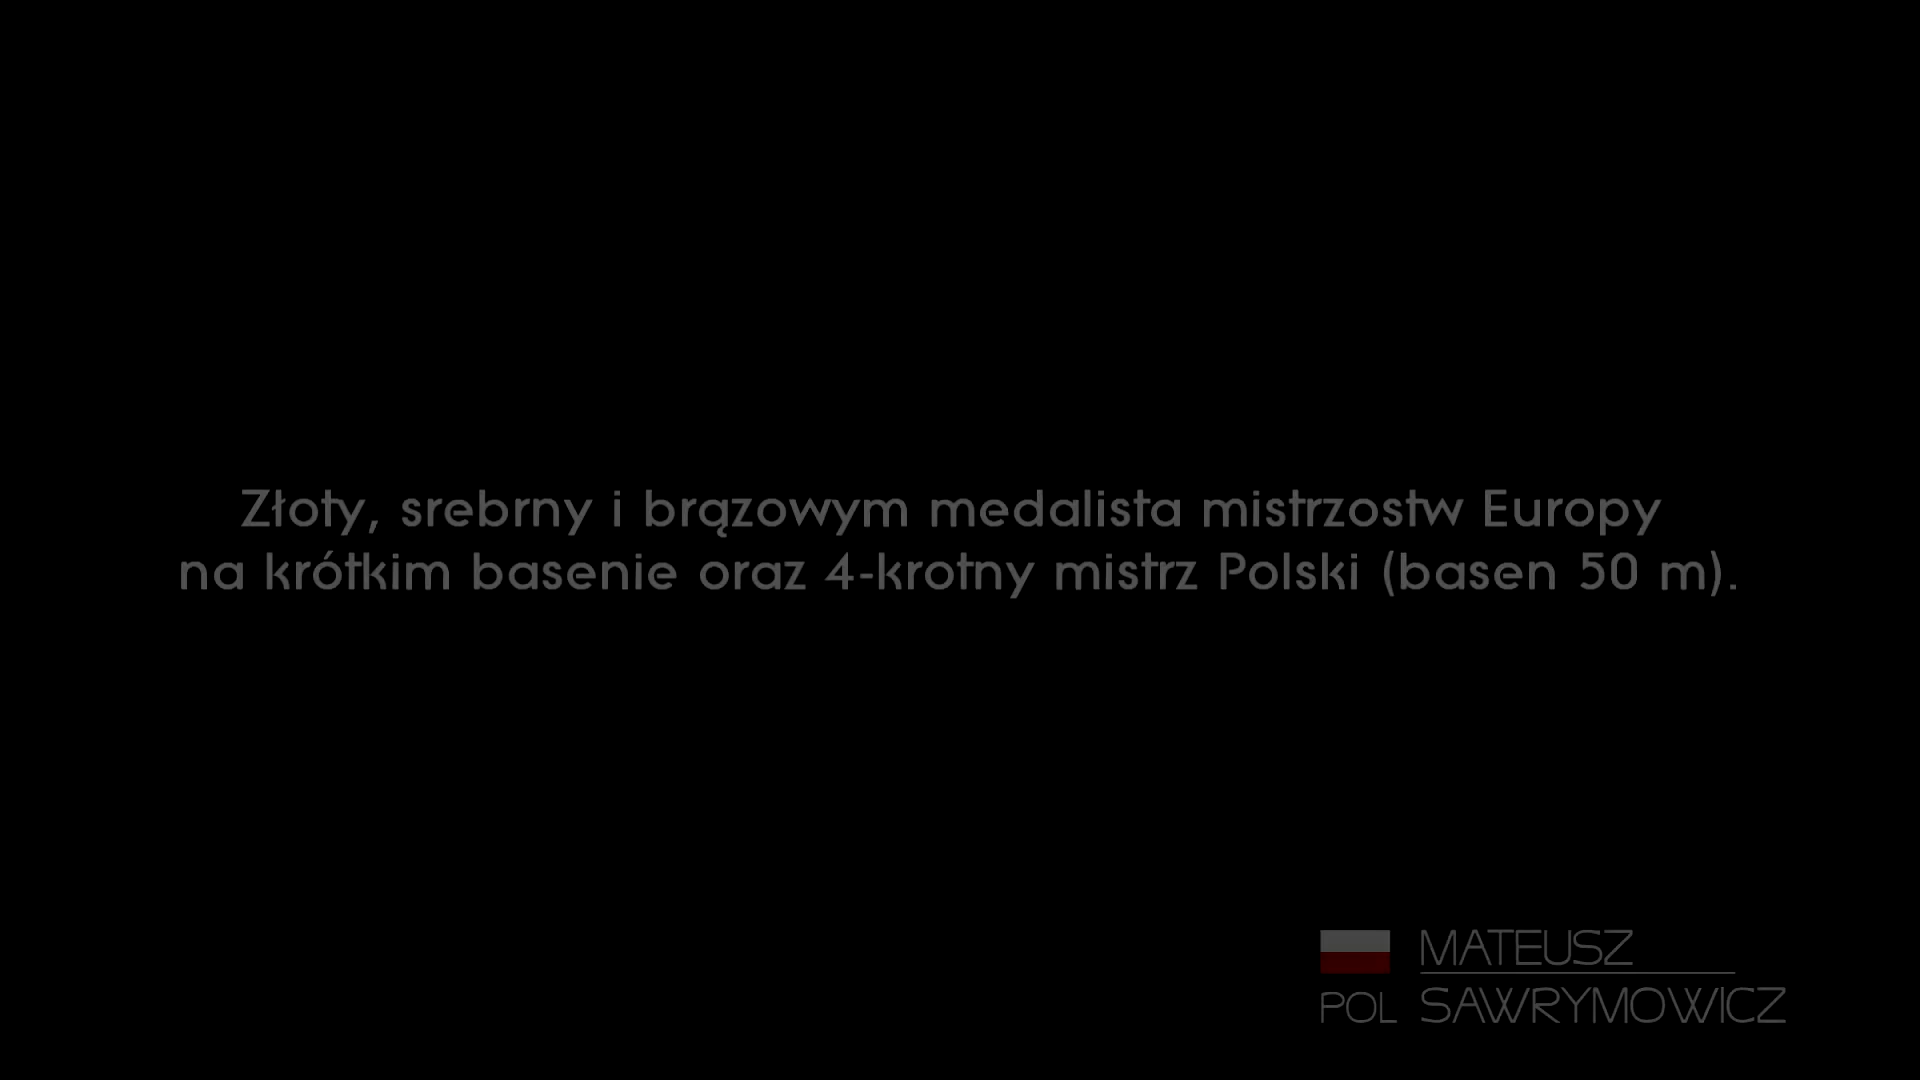 Złoty, srebrny i brązowym medalista mistrzostw Europy
na krótkim basenie oraz 4-krotny mistrz Polski (basen 50 m).
MATEUSZ
POL SAWRYMOWICZ